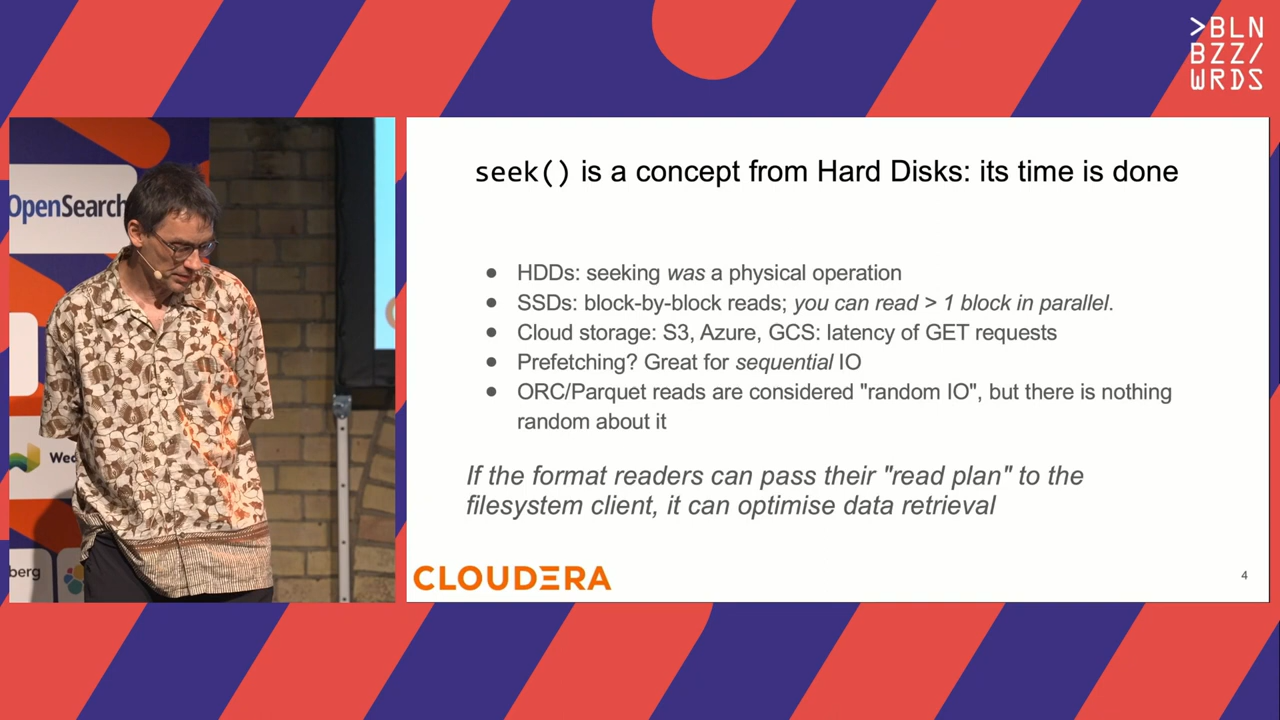 >BLN
BZZ/
WRDS
OpenSearch
Wed
berg
seek() is a concept from Hard Disks: its time is done
● HDDs: seeking was a physical operation
● SSDs: block-by-block reads; you can read > 1 block in parallel.
● Cloud storage: S3, Azure, GCS: latency of GET requests
● Prefetching? Great for sequential IO
● ORC/Parquet reads are considered "random IO", but there is nothing
random about it
If the format readers can pass their "read plan" to the
filesystem client, it can optimise data retrieval
CLOUDERA
4